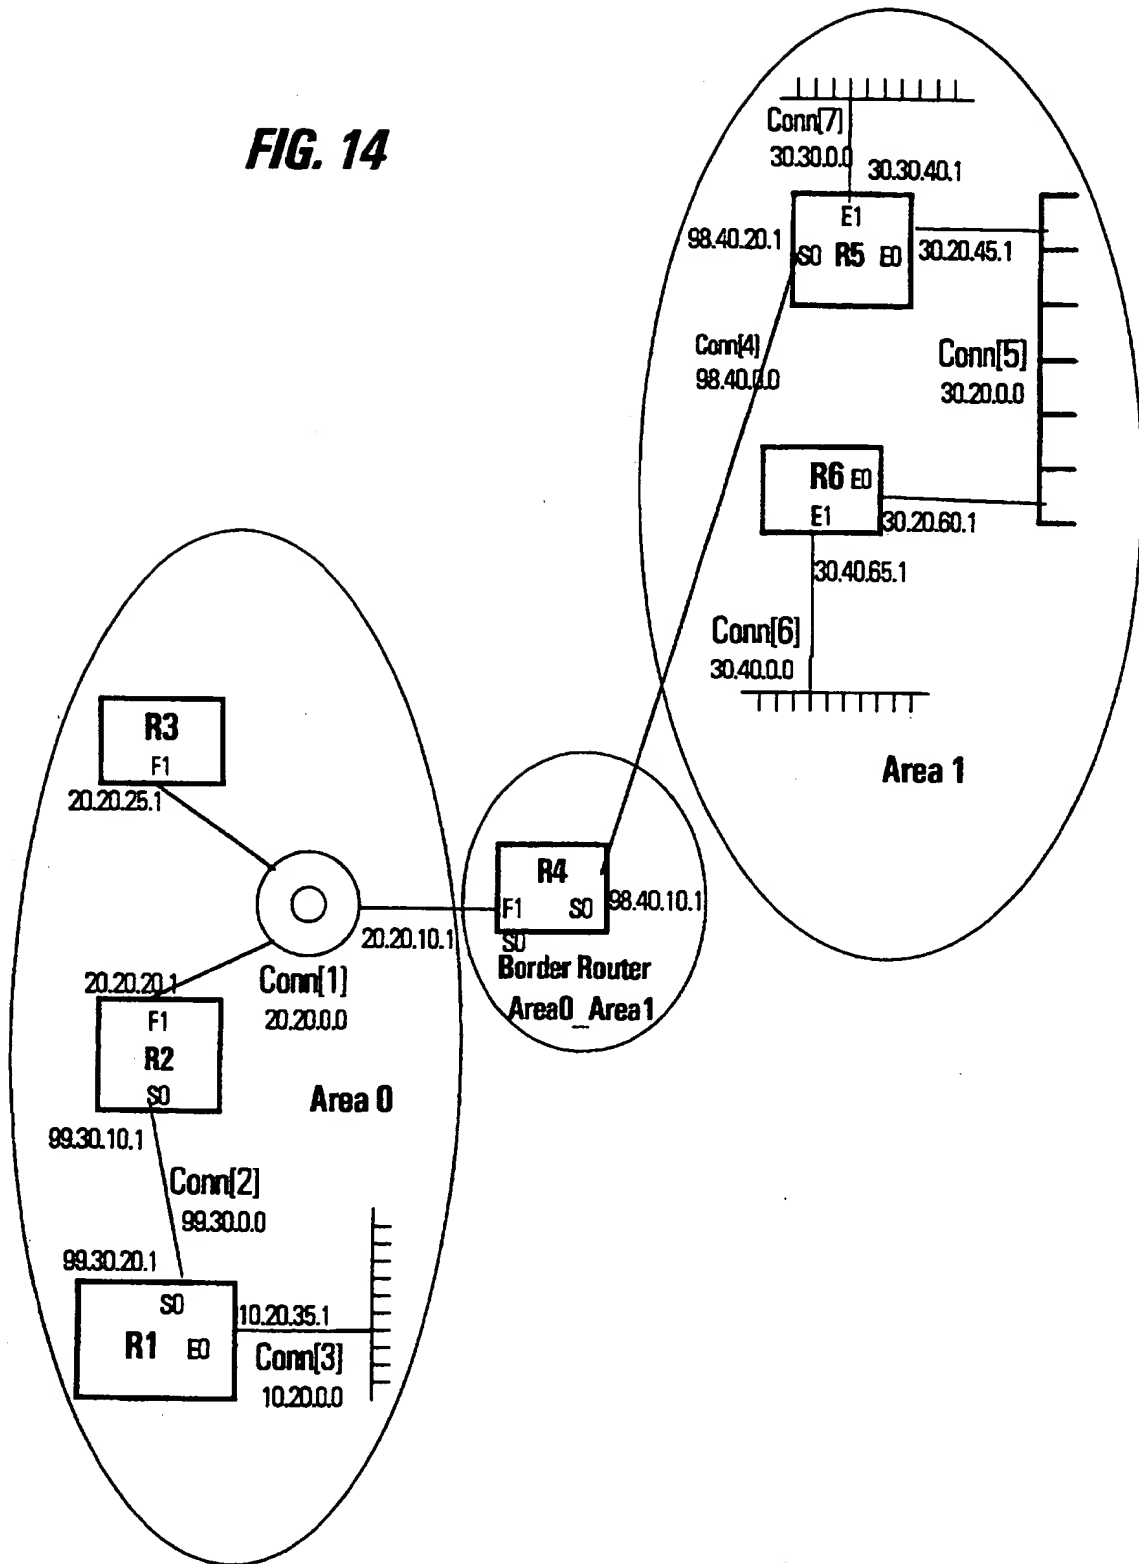 FIG. 14
Conn[7]
30.30.0.0
30.30.40.1
E1
98.40.20.1
S0 R5 E0
30.20.45.1
Conn[4]
98.40.0.0
Conn[5]
30.20.0.0
R6 E0
E1
30.20.60.1
30.40.65.1
Conn[6]
30.40.0.0
Area 1
R3
F1
20.20.25.1
R4
F1 S0
98.40.10.1
S0
20.20.10.1
Border Router
Area0_Area1
Conn[1]
20.20.0.0
20.20.20.1
F1
R2
S0
Area 0
99.30.10.1
Conn[2]
99.30.0.0
99.30.20.1
S0
R1 E0
10.20.35.1
Conn[3]
10.20.0.0